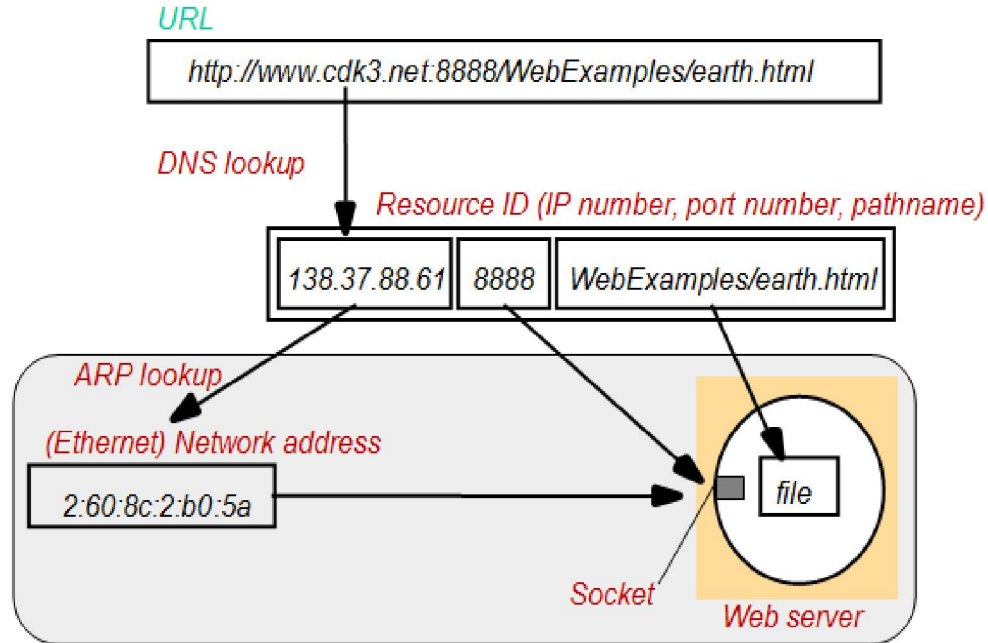 URL
http://www.cdk3.net:8888/WebExamples/earth.html
DNS lookup
Resource ID (IP number, port number, pathname)
138.37.88.61
8888
WebExamples/earth.html
ARP lookup
(Ethernet) Network address
2:60:8c:2:b0:5a
file
Socket
Web server